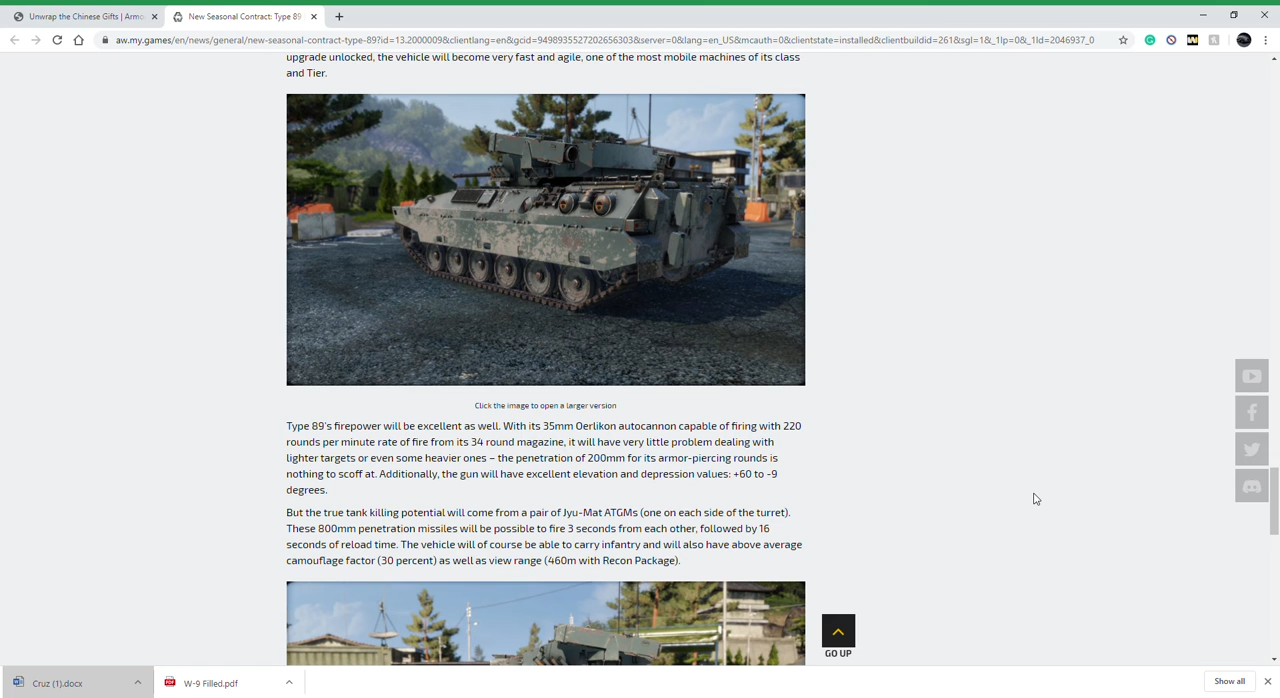 Unwrap the Chinese Gifts | Armo
New Seasonal Contract: Type 89
aw.my.games/en/news/general/new-seasonal-contract-type-89?id=13.2000009&clientlang=en&gcid=9498935527202656303&server=0&lang=en_US&mcauth=0&clientstate=installed&clientbuildid=261&sgl=1&_1lp=0&_1ld=2046937_0
upgrade unlocked, the vehicle will become very fast and agile, one of the most mobile machines of its class
and Tier.
Click the image to open a larger version
Type 89's firepower will be excellent as well. With its 35mm Oerlikon autocannon capable of firing with 220
rounds per minute rate of fire from its 34 round magazine, it will have very little problem dealing with
lighter targets or even some heavier ones – the penetration of 200mm for its armor-piercing rounds is
nothing to scoff at. Additionally, the gun will have excellent elevation and depression values: +60 to -9
degrees.
But the true tank killing potential will come from a pair of Jyu-Mat ATGMs (one on each side of the turret).
These 800mm penetration missiles will be possible to fire 3 seconds from each other, followed by 16
seconds of reload time. The vehicle will of course be able to carry infantry and will also have above average
camouflage factor (30 percent) as well as view range (460m with Recon Package).
GO UP
Cruz (1).docx
W-9 Filled.pdf
Show all